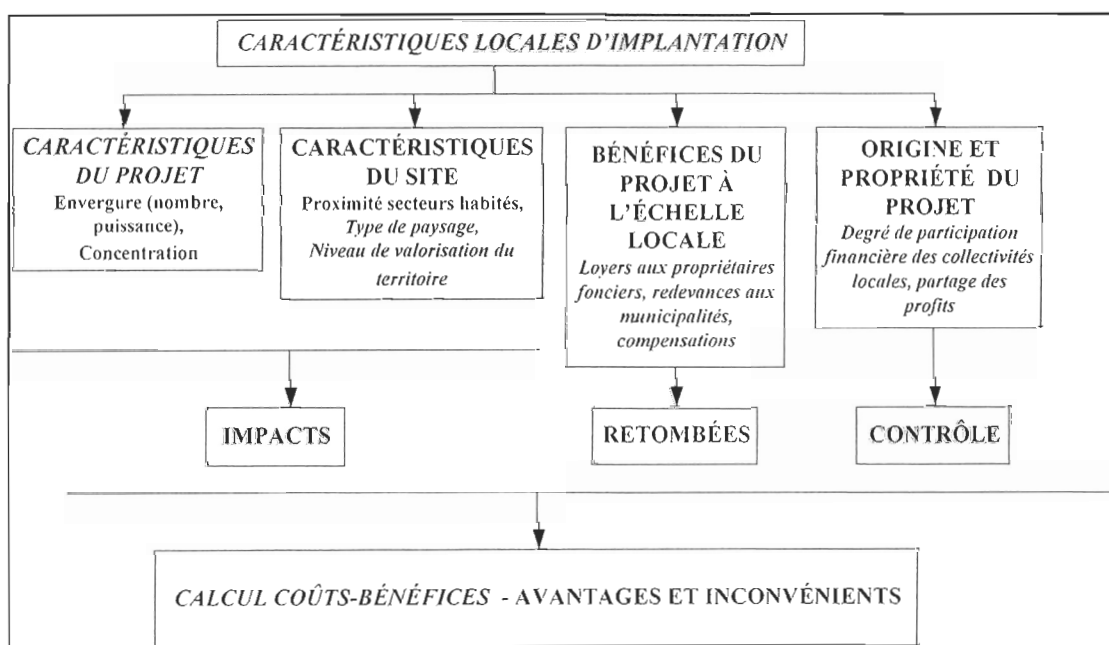 CARACTÉRISTIQUES LOCALES D'IMPLANTATION
CARACTÉRISTIQUES
DU PROJET
Envergure (nombre,
puissance),
Concentration
CARACTÉRISTIQUES
DU SITE
Proximité secteurs habités,
Type de paysage,
Niveau de valorisation du
territoire
BÉNÉFICES DU
PROJET À
L'ÉCHELLE
LOCALE
Loyers aux propriétaires
fonciers, redevances aux
municipalités,
compensations
ORIGINE ET
PROPRIÉTÉ DU
PROJET
Degré de participation
financière des collectivités
locales, partage des
profits
IMPACTS
RETOMBÉES
CONTRÔLE
CALCUL COÛTS-BÉNÉFICES - AVANTAGES ET INCONVÉNIENTS